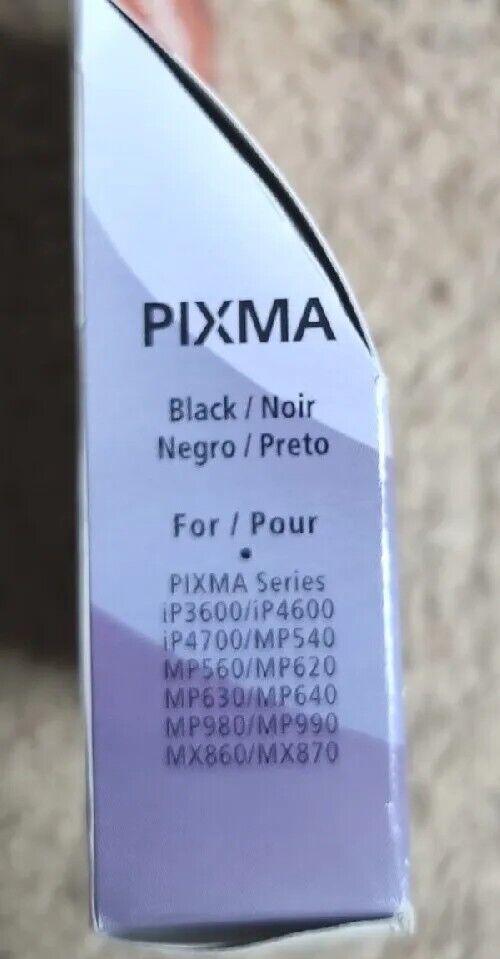 PIXMA
Black / Noir
Negro / Preto
For / Pour
•
PIXMA Series
iP3600/iP4600
iP4700/MP540
MP560/MP620
MP630/MP640
MP980/MP990
MX860/MX870